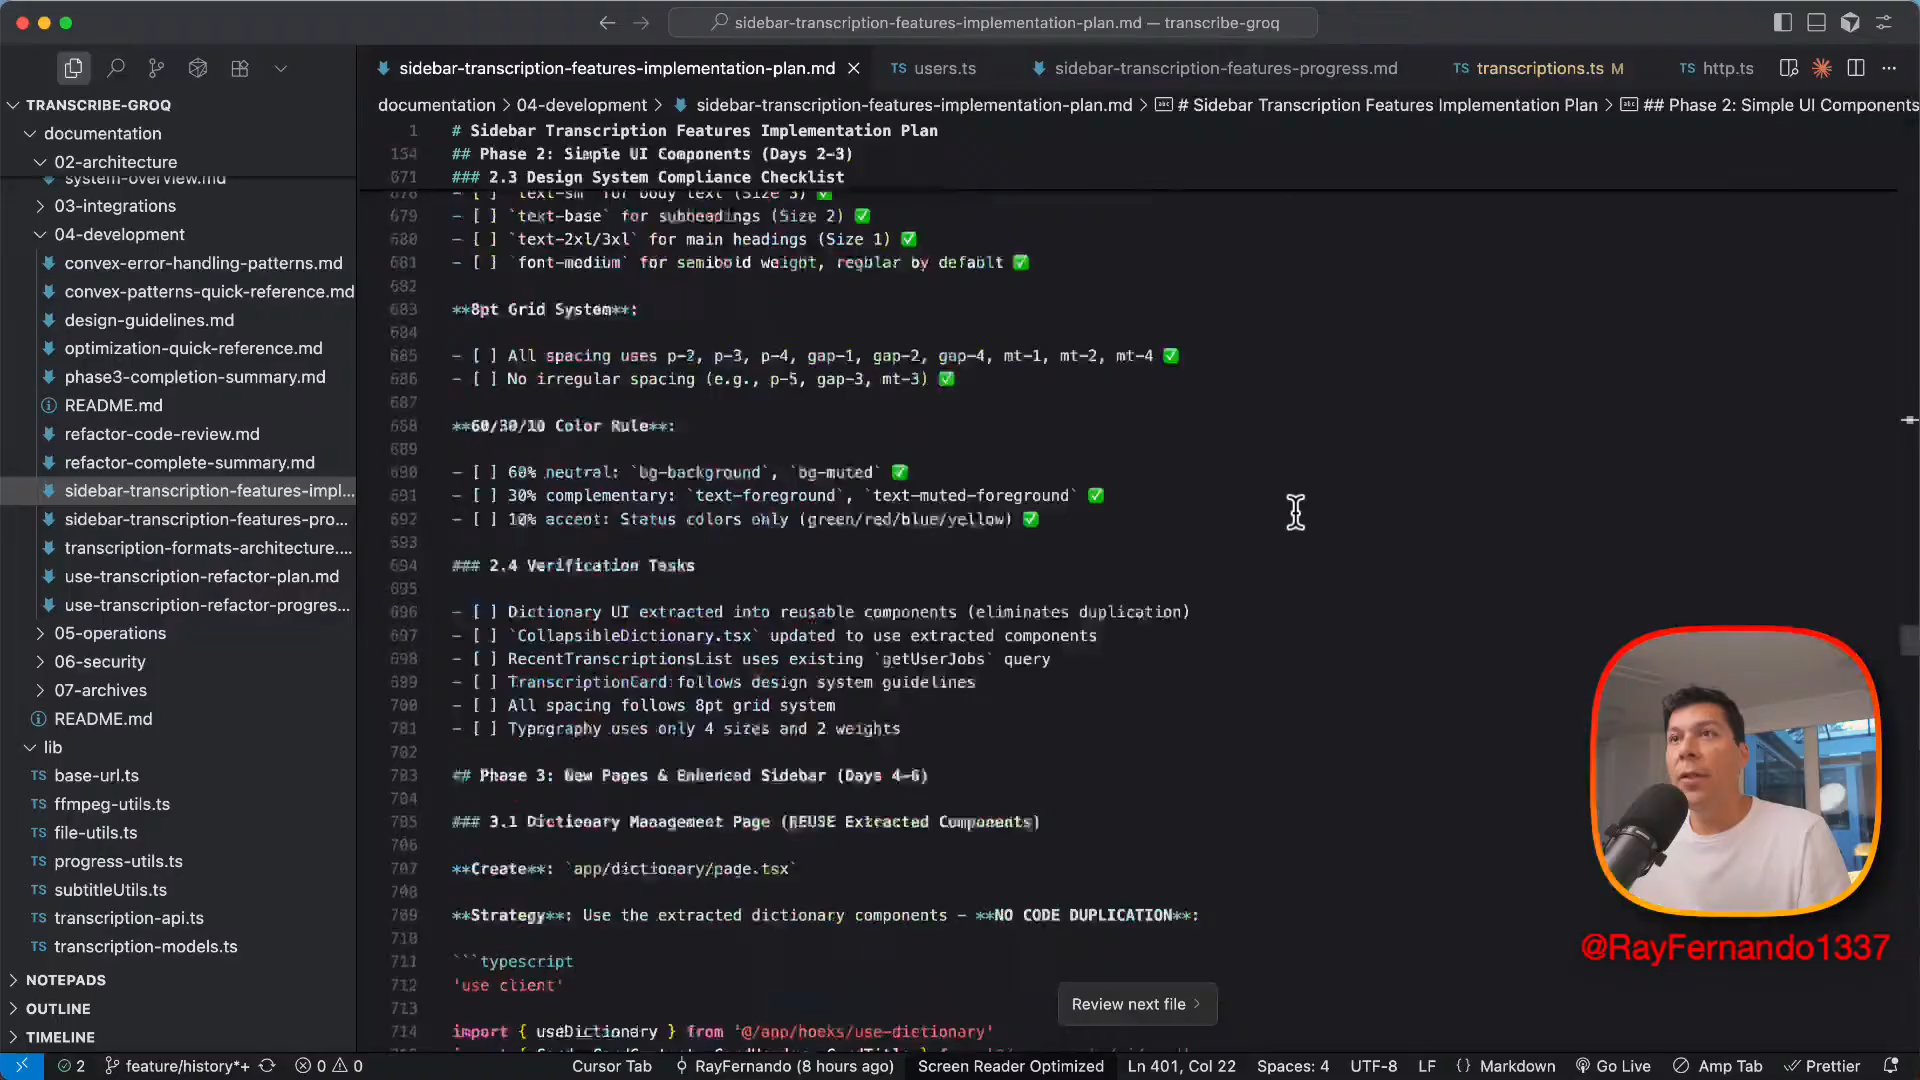 sidebar-transcription-features-implementation-plan.md — transcribe-groq
sidebar-transcription-features-implementation-plan.md
TS users.ts
sidebar-transcription-features-progress.md
TS transcriptions.ts M
TS http.ts
TRANSCRIBE-GROQ
documentation
02-architecture
system-overview.md
03-integrations
04-development
convex-error-handling-patterns.md
convex-patterns-quick-reference.md
design-guidelines.md
optimization-quick-reference.md
phase3-completion-summary.md
README.md
refactor-code-review.md
refactor-complete-summary.md
sidebar-transcription-features-impl...
sidebar-transcription-features-pro...
transcription-formats-architecture....
use-transcription-refactor-plan.md
use-transcription-refactor-progres...
05-operations
06-security
07-archives
README.md
lib
TS base-url.ts
TS ffmpeg-utils.ts
TS file-utils.ts
TS progress-utils.ts
TS subtitleUtils.ts
TS transcription-api.ts
TS transcription-models.ts
NOTEPADS
OUTLINE
TIMELINE
documentation > 04-development > sidebar-transcription-features-implementation-plan.md > # Sidebar Transcription Features Implementation Plan > ## Phase 2: Simple UI Components
1 # Sidebar Transcription Features Implementation Plan
## Phase 2: Simple UI Components (Days 2-3)
671 ### 2.3 Design System Compliance Checklist
- [ ] `text-sm` for body text (Size 3) ✅
679 - [ ] `text-base` for subheadings (Size 2) ✅
680 - [ ] `text-2xl/3xl` for main headings (Size 1) ✅
681 - [ ] `font-medium` for semibold weight, regular by default ✅
682
683 **8pt Grid System**:
684
685 - [ ] All spacing uses p-2, p-3, p-4, gap-1, gap-2, gap-4, mt-1, mt-2, mt-4 ✅
686 - [ ] No irregular spacing (e.g., p-5, gap-3, mt-3) ✅
687
688 **60/30/10 Color Rule**:
689
690 - [ ] 60% neutral: `bg-background`, `bg-muted` ✅
691 - [ ] 30% complementary: `text-foreground`, `text-muted-foreground` ✅
692 - [ ] 10% accent: Status colors only (green/red/blue/yellow) ✅
693
694 ### 2.4 Verification Tasks
695
696 - [ ] Dictionary UI extracted into reusable components (eliminates duplication)
697 - [ ] `CollapsibleDictionary.tsx` updated to use extracted components
698 - [ ] RecentTranscriptionsList uses existing `getUserJobs` query
699 - [ ] TranscriptionCard follows design system guidelines
700 - [ ] All spacing follows 8pt grid system
701 - [ ] Typography uses only 4 sizes and 2 weights
702
703 ## Phase 3: New Pages & Enhanced Sidebar (Days 4-6)
704
705 ### 3.1 Dictionary Management Page (REUSE Extracted Components)
706
707 **Create**: `app/dictionary/page.tsx`
708
709 **Strategy**: Use the extracted dictionary components - **NO CODE DUPLICATION**:
710
711 ```typescript
712 'use client'
713
714 import { useDictionary } from '@/app/hooks/use-dictionary'
Review next file
@RayFernando1337
2
feature/history*+
0 0
Cursor Tab
RayFernando (8 hours ago)
Screen Reader Optimized
Ln 401, Col 22
Spaces: 4
UTF-8
LF
{} Markdown
Go Live
Amp Tab
Prettier